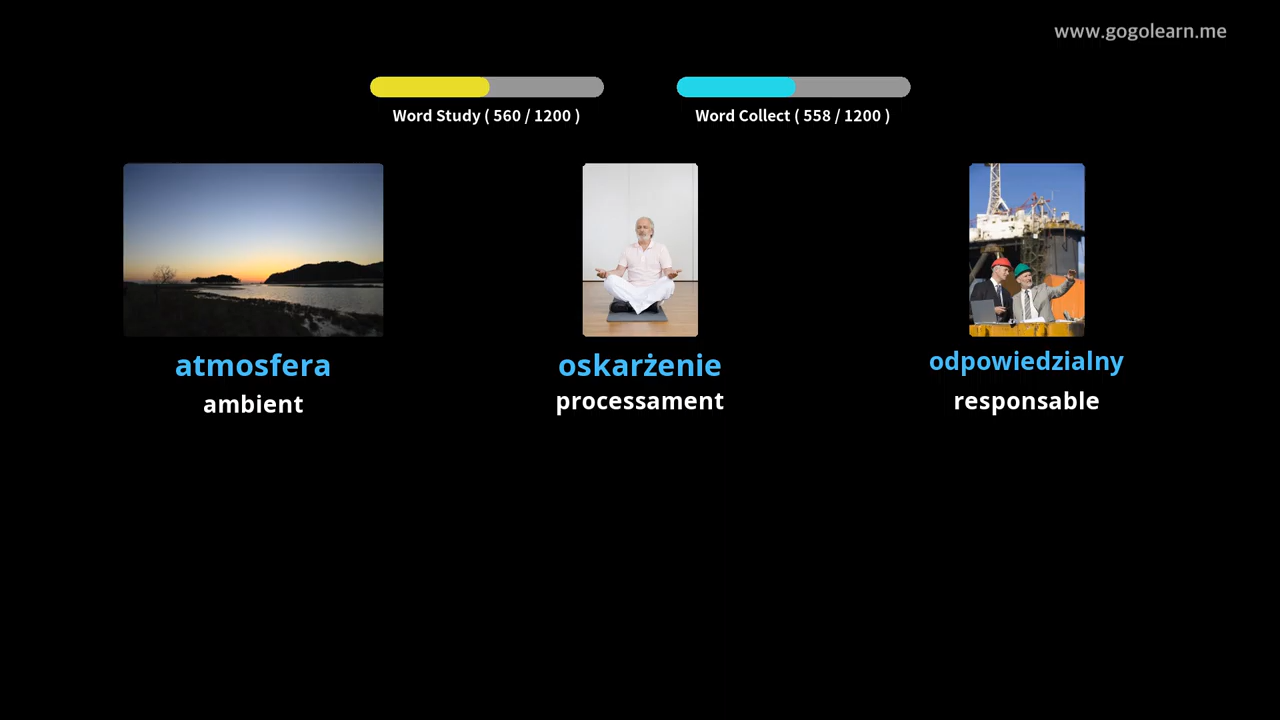 www.gogolearn.me
Word Study ( 560 / 1200 )
Word Collect ( 558 / 1200 )
atmosfera
ambient
oskarżenie
processament
odpowiedzialny
responsable